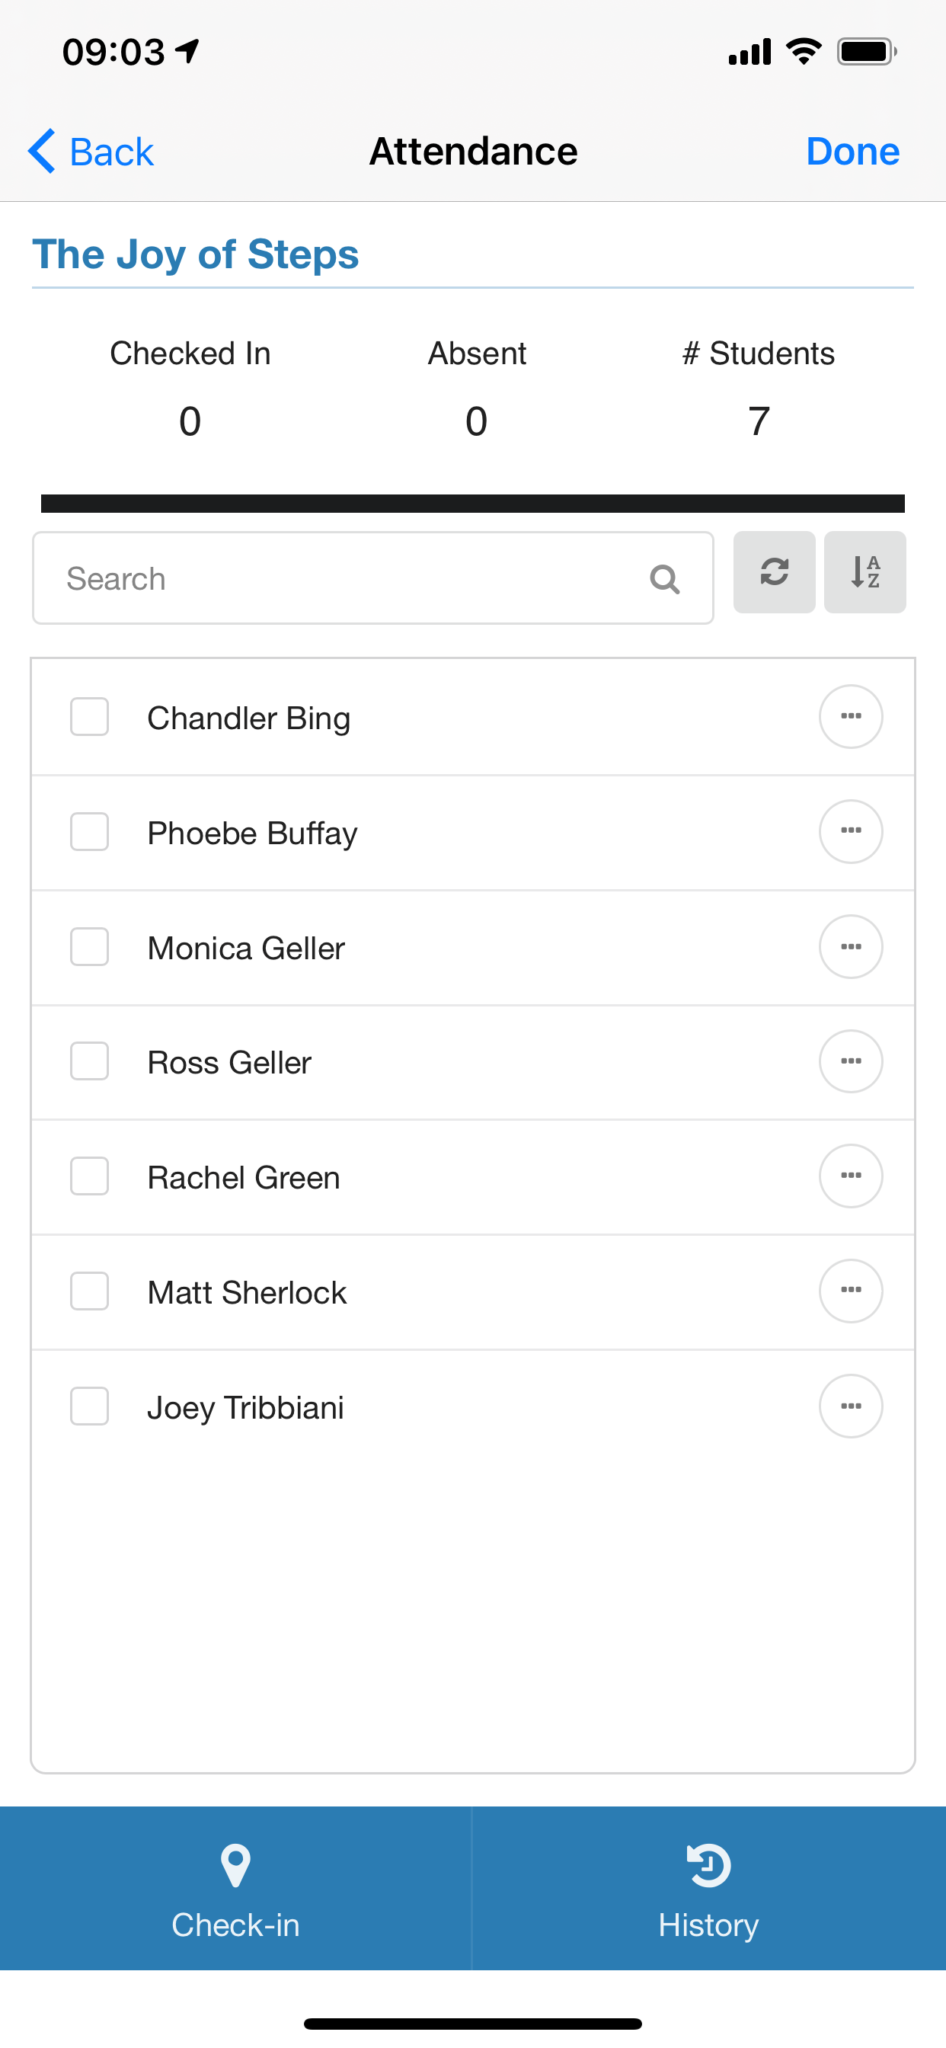 09:03
Back Attendance Done
The Joy of Steps
Checked In Absent # Students
0 0 7
Search
A
Z
Chandler Bing
Phoebe Buffay
Monica Geller
Ross Geller
Rachel Green
Matt Sherlock
Joey Tribbiani
Check-in History